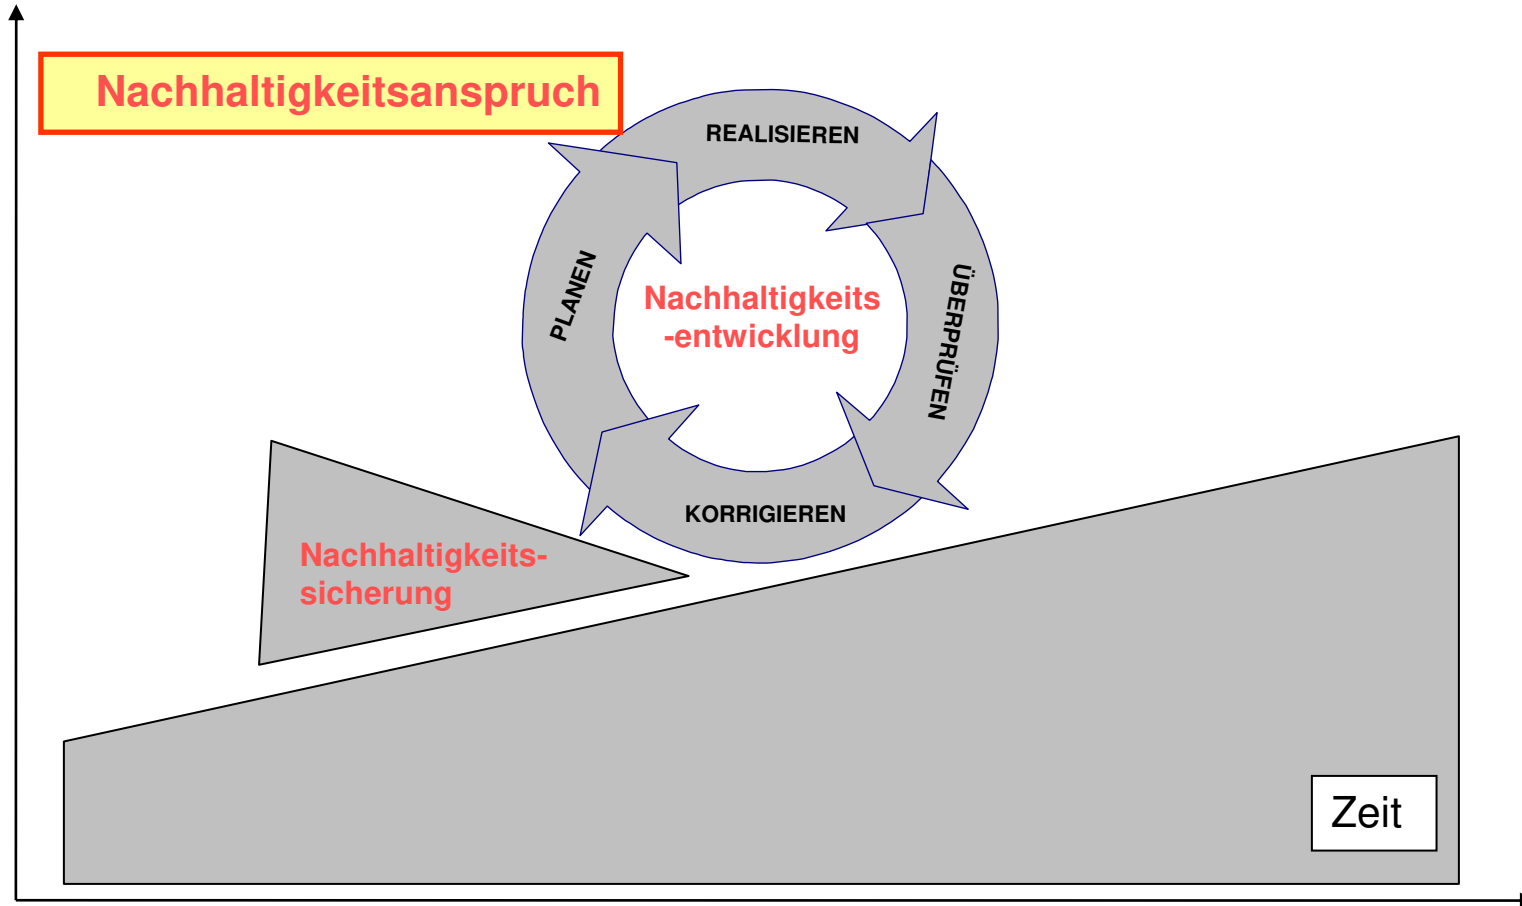 Nachhaltigkeitsanspruch
REALISIEREN
ÜBERPRÜFEN
PLANEN
Nachhaltigkeits
-entwicklung
KORRIGIEREN
Nachhaltigkeits-
sicherung
Zeit